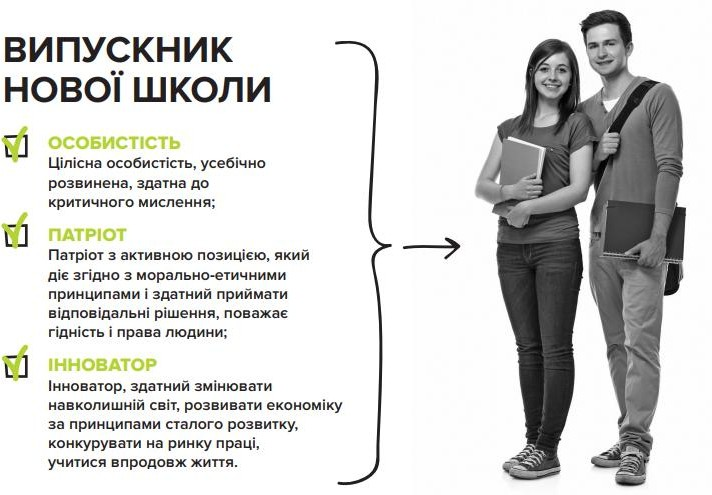 ВИПУСКНИК
НОВОЇ ШКОЛИ
ОСОБИСТІСТЬ
Цілісна особистість, усебічно
розвинена, здатна до
критичного мислення;
ПАТРІОТ
Патріот з активною позицією, який
діє згідно з морально-етичними
принципами і здатний приймати
відповідальні рішення, поважає
гідність і права людини;
ІННОВАТОР
Інноватор, здатний змінювати
навколишній світ, розвивати економіку
за принципами сталого розвитку,
конкурувати на ринку праці,
учитися впродовж життя.